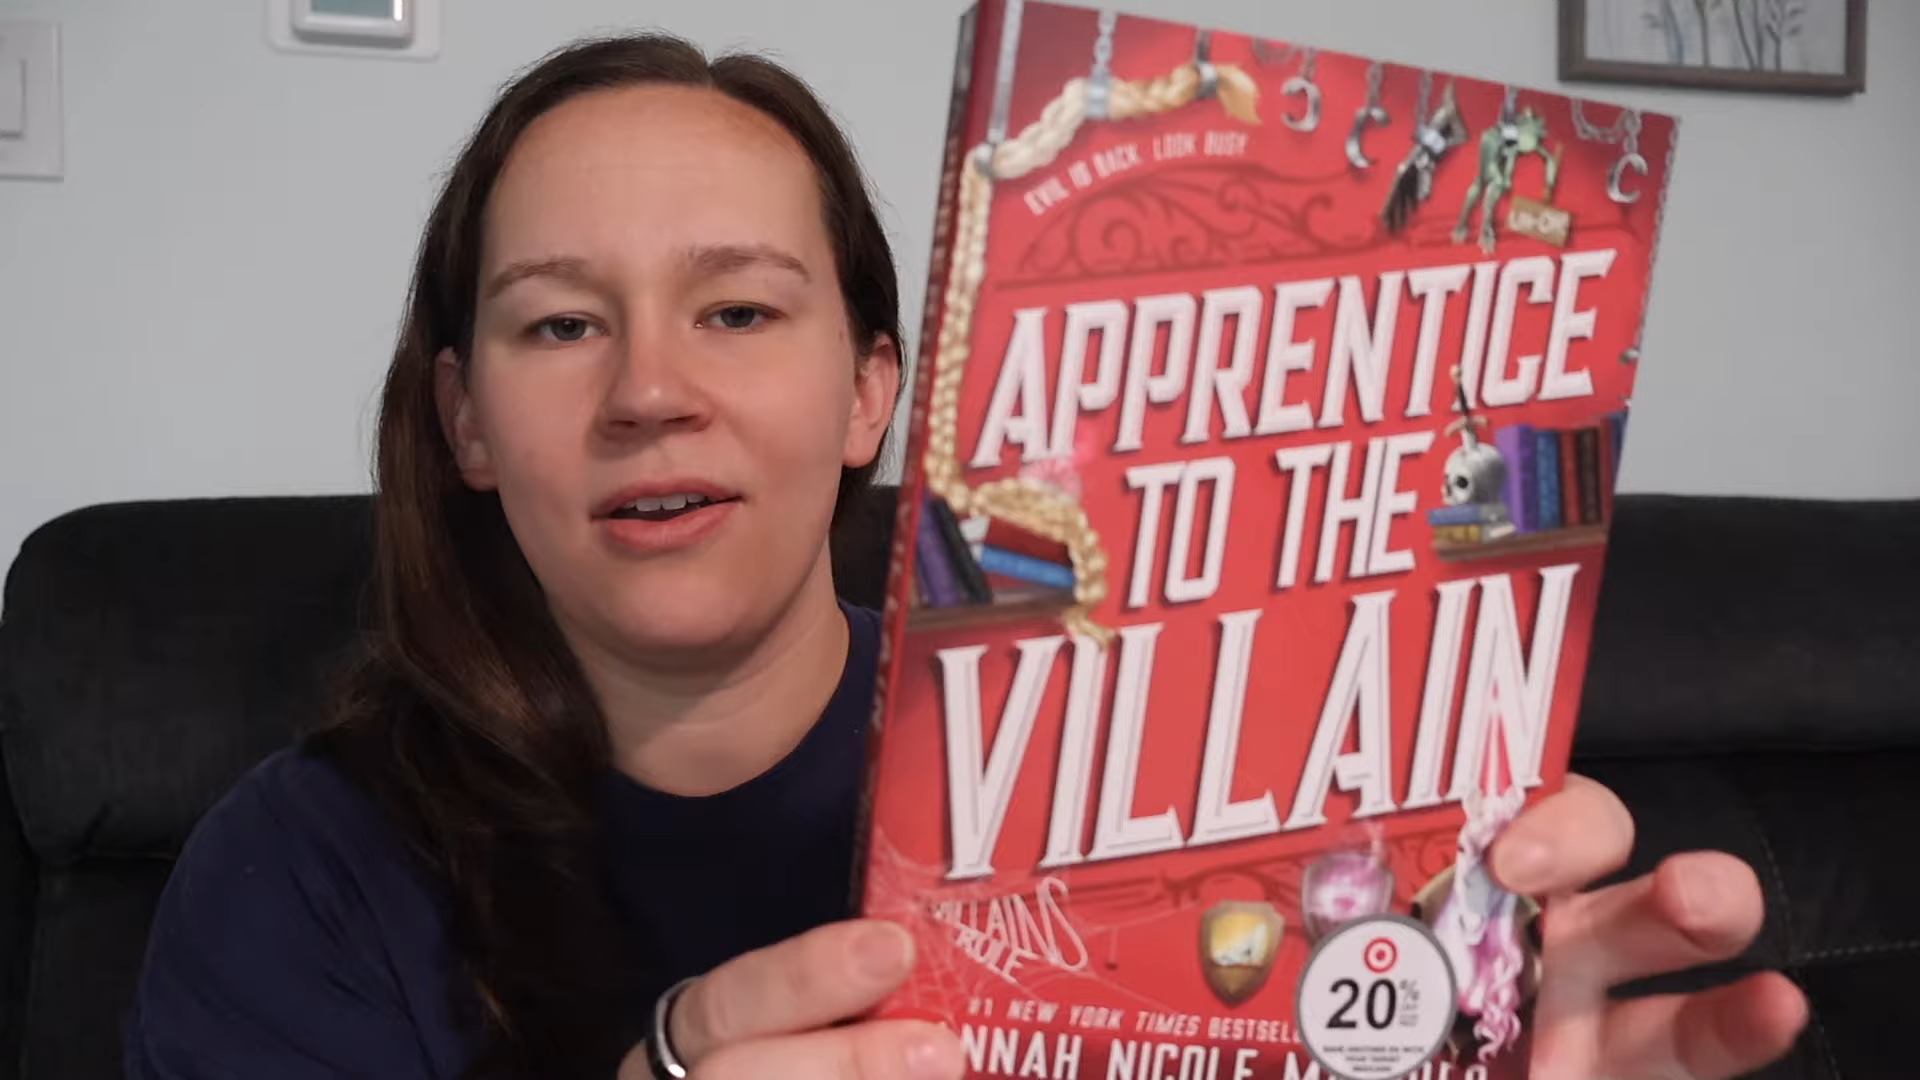 EVIL IS BACK. LOOK BUSY
UH-OH
APPRENTICE
TO THE
VILLAIN
VILLAINS
RULE
#1 NEW YORK TIMES BESTSELL
NNAH NICOLE
20%